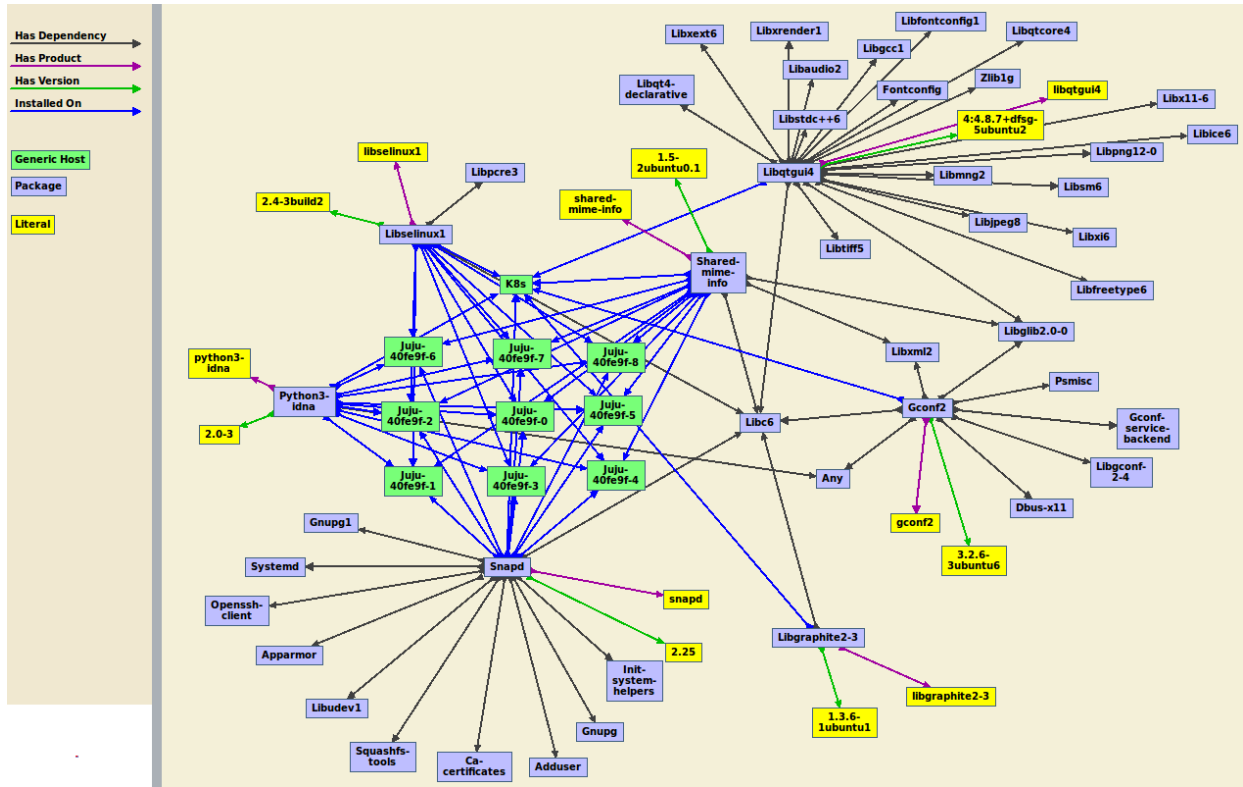 Has Dependency
Has Product
Has Version
Installed On
Generic Host
Package
Literal
Libxext6
Libxrender1
Libfontconfig1
Libgcc1
Libqtcore4
Libaudio2
Libqt4-
declarative
Fontconfig
Zlib1g
libqtgui4
Libx11-6
Libstdc++6
4:4.8.7+dfsg-
5ubuntu2
Libice6
Libpng12-0
libselinux1
Libpcre3
1.5-
2ubuntu0.1
Libqtgui4
Libmng2
Libsm6
2.4-3build2
shared-
mime-info
Libselinux1
Libjpeg8
Libxi6
Libtiff5
Shared-
mime-
info
K8s
Libfreetype6
Libglib2.0-0
Juju-
40fe9f-6
Juju-
40fe9f-7
Juju-
40fe9f-8
Libxml2
python3-
idna
Psmisc
Python3-
idna
Juju-
40fe9f-2
Juju-
40fe9f-0
Juju-
40fe9f-5
Libc6
Gconf2
Gconf-
service-
backend
2.0-3
Juju-
40fe9f-1
Juju-
40fe9f-3
Juju-
40fe9f-4
Any
Libgconf-
2-4
Dbus-x11
Gnupg1
gconf2
3.2.6-
3ubuntu6
Systemd
Snapd
snapd
Openssh-
client
Libgraphite2-3
Apparmor
2.25
Init-
system-
helpers
libgraphite2-3
Libudev1
1.3.6-
1ubuntu1
Gnupg
Squashfs-
tools
Ca-
certificates
Adduser